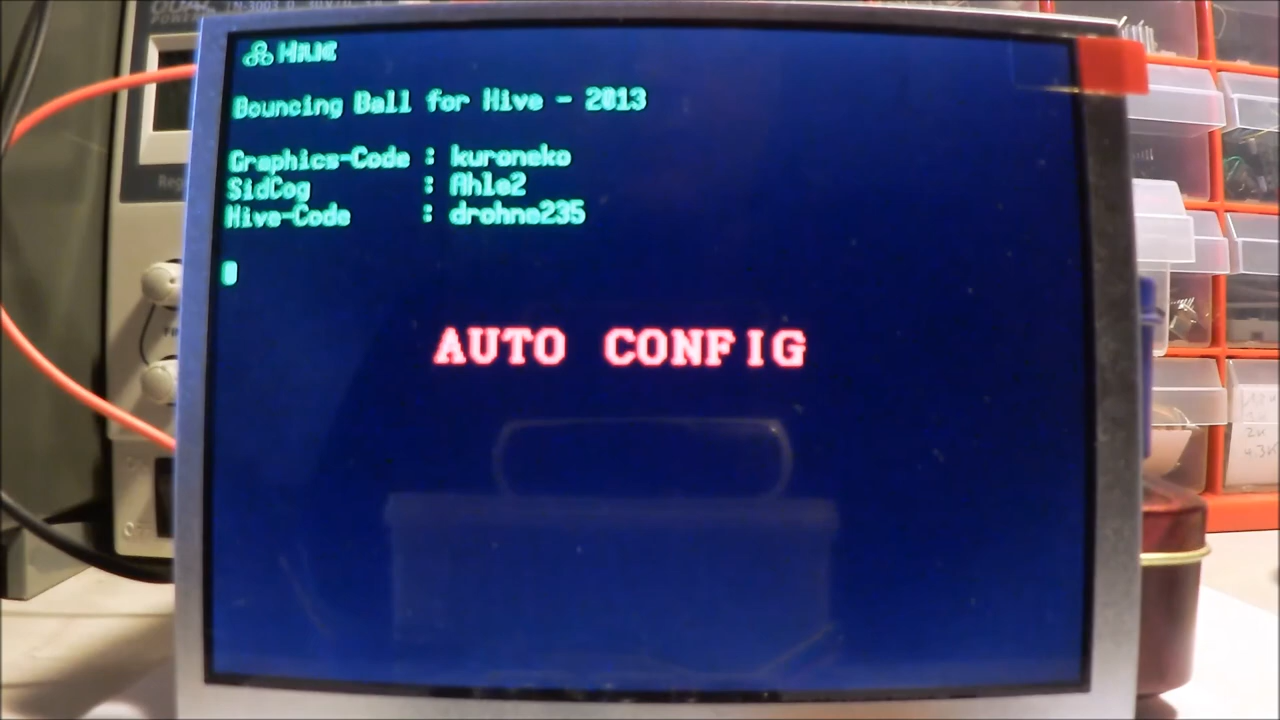 HIVE
Bouncing Ball for Hive - 2013
Graphics-Code : kuroneko
SidCog : Ahle2
Hive-Code : drohne235
AUTO CONFIG